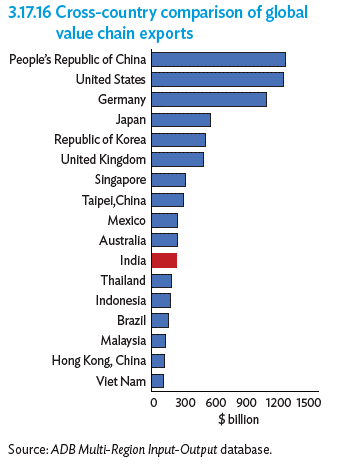 3.17.16 Cross-country comparison of global
value chain exports
People's Republic of China
United States
Germany
Japan
Republic of Korea
United Kingdom
Singapore
Taipei,China
Mexico
Australia
India
Thailand
Indonesia
Brazil
Malaysia
Hong Kong, China
Viet Nam
0 300 600 900 1200 1500
$ billion
Source: ADB Multi-Region Input-Output database.